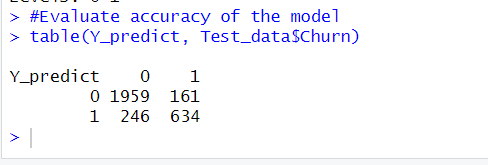 > #Evaluate accuracy of the model
> table(Y_predict, Test_data$Churn)
Y_predict 0 1
0 1959 161
1 246 634
>